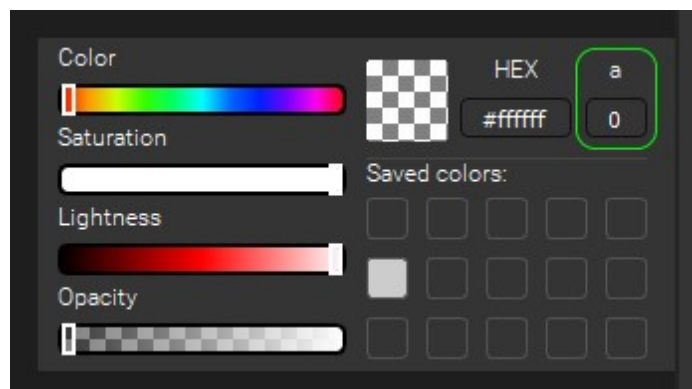 Color
HEX
a
#ffffff
0
Saturation
Saved colors:
Lightness
Opacity